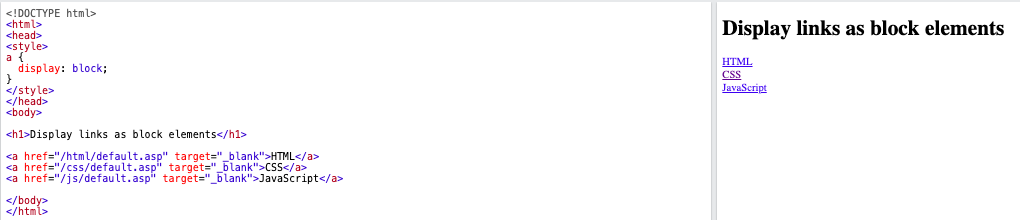 <!DOCTYPE html>
<html>
<head>
<style>
a {
  display: block;
}
</style>
</head>
<body>

<h1>Display links as block elements</h1>

<a href="/html/default.asp" target="_blank">HTML</a>
<a href="/css/default.asp" target="_blank">CSS</a>
<a href="/js/default.asp" target="_blank">JavaScript</a>

</body>
</html>
Display links as block elements
HTML
CSS
JavaScript